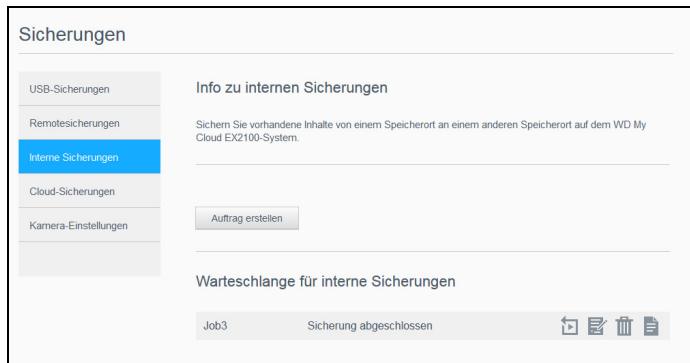 Sicherungen
USB-Sicherungen
Remotesicherungen
Interne Sicherungen
Cloud-Sicherungen
Kamera-Einstellungen
Info zu internen Sicherungen
Sichern Sie vorhandene Inhalte von einem Speicherort an einem anderen Speicherort auf dem WD My
Cloud EX2100-System.
Auftrag erstellen
Warteschlange für interne Sicherungen
Job3 Sicherung abgeschlossen